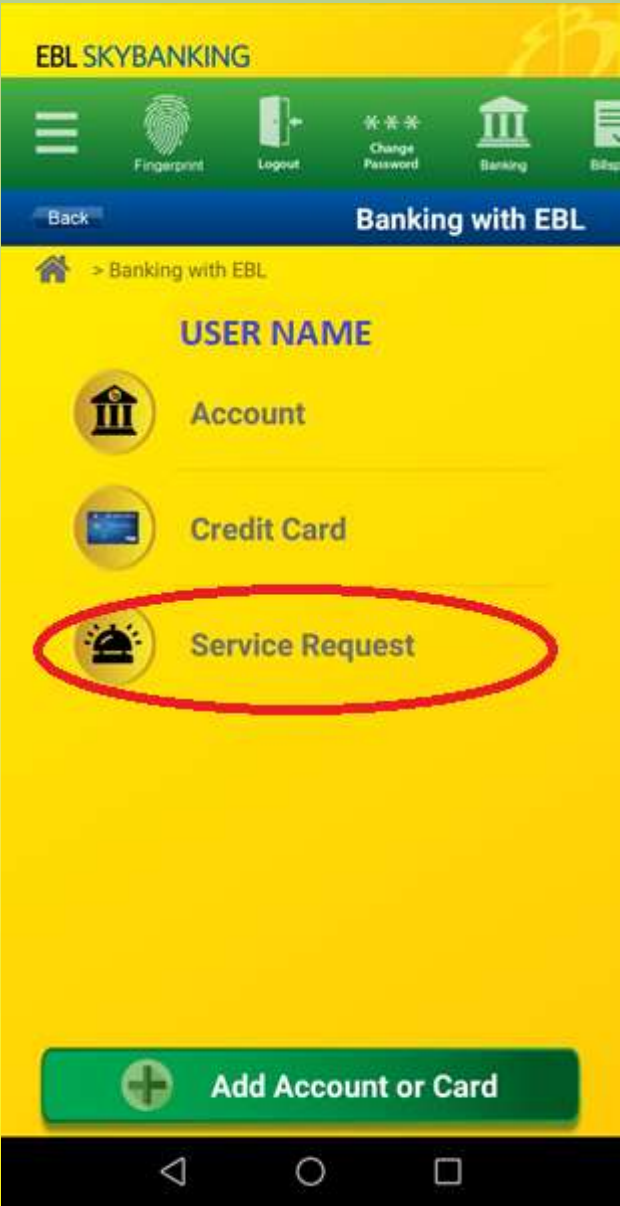 EBL SKYBANKING
Fingerprint
Logout
***
Change
Password
Banking
Back
Banking with EBL
> Banking with EBL
USER NAME
Account
Credit Card
Service Request
Add Account or Card